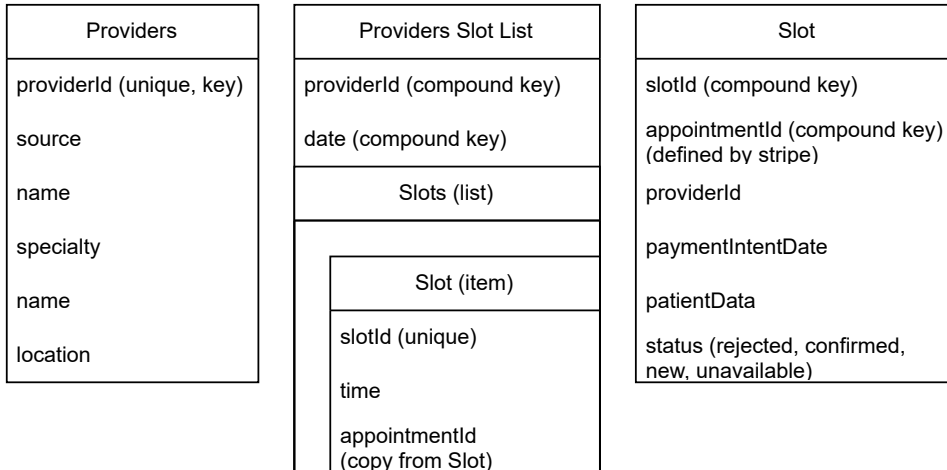 Providers
providerId (unique, key)
source
name
specialty
name
location
Providers Slot List
providerId (compound key)
date (compound key)
Slots (list)
Slot (item)
slotId (unique)
time
appointmentId
(copy from Slot)
Slot
slotId (compound key)
appointmentId (compound key)
(defined by stripe)
providerId
paymentIntentDate
patientData
status (rejected, confirmed,
new, unavailable)